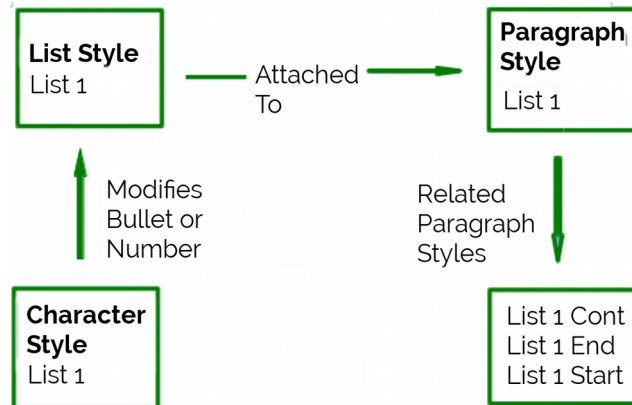 List Style
List 1
Attached
To
Paragraph
Style
List 1
Modifies
Bullet or
Number
Related
Paragraph
Styles
Character
Style
List 1
List 1 Cont
List 1 End
List 1 Start